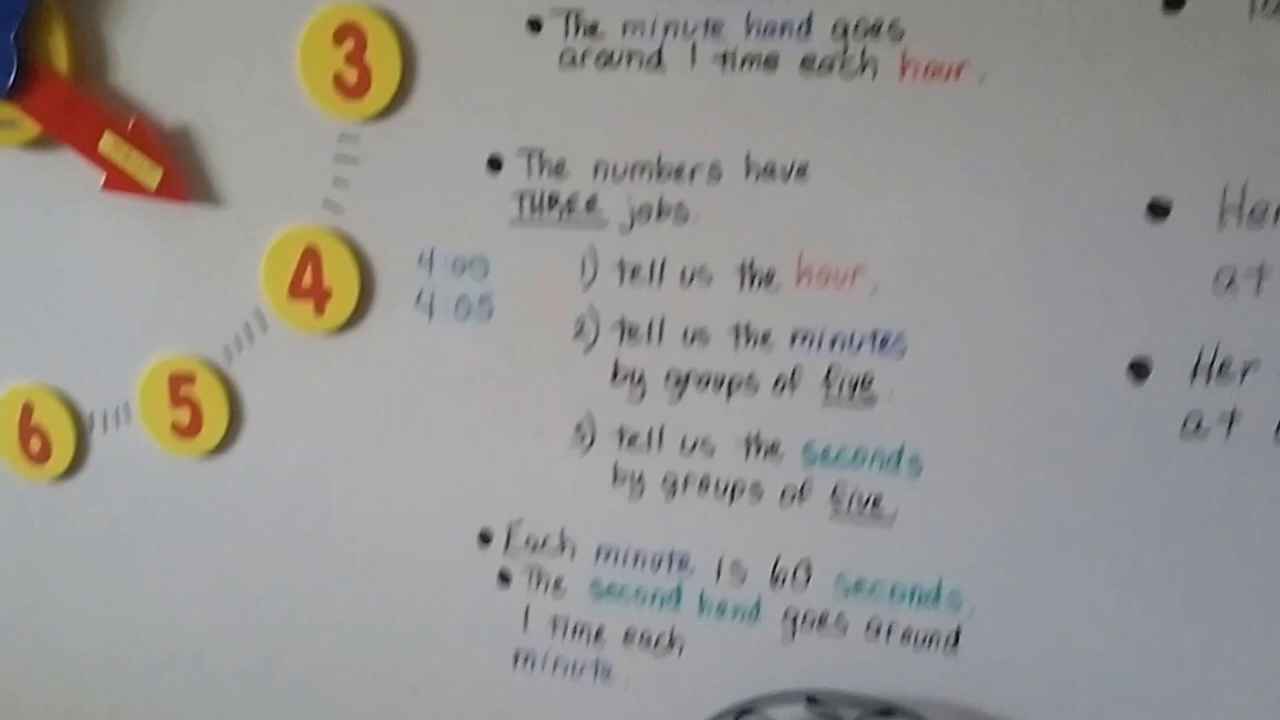 3
4
5
6
• The minute hand goes
around 1 time each hour.
• The numbers have
THREE jobs.
4:00
4:05
1) tell us the hour.
2) tell us the minutes
by groups of five.
3) tell us the seconds
by groups of five.
• Each minute is 60 seconds.
• The second hand goes around
1 time each
minute.
• Her
at